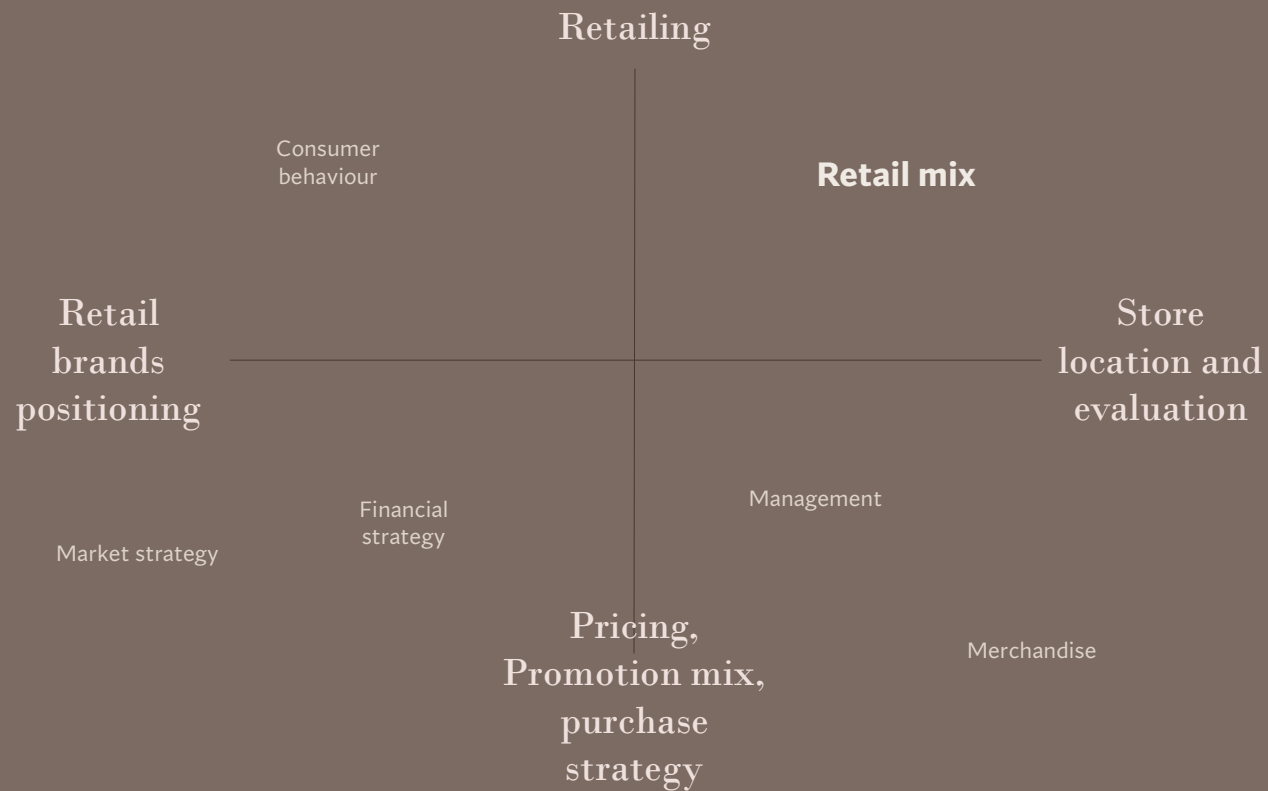 Retailing
Consumer
behaviour
Retail mix
Retail
brands
positioning
Store
location and
evaluation
Financial
strategy
Market strategy
Management
Pricing,
Promotion mix,
purchase
strategy
Merchandise